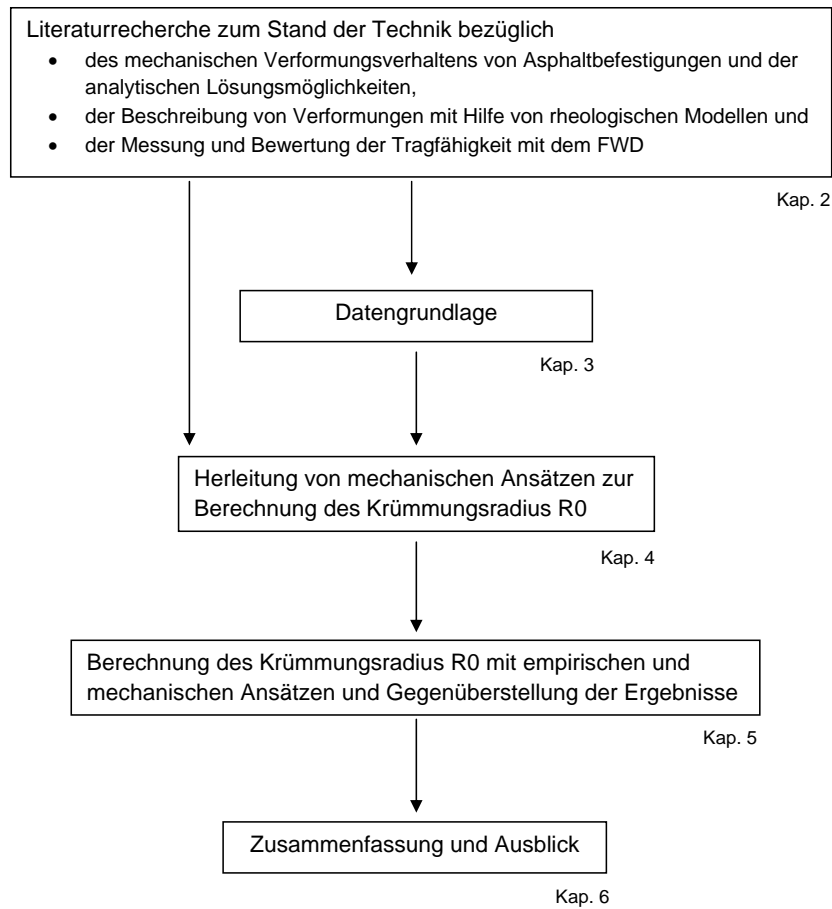 Literaturrecherche zum Stand der Technik bezüglich
• des mechanischen Verformungsverhaltens von Asphaltbefestigungen und der
analytischen Lösungsmöglichkeiten,
• der Beschreibung von Verformungen mit Hilfe von rheologischen Modellen und
• der Messung und Bewertung der Tragfähigkeit mit dem FWD
Kap. 2
Datengrundlage
Kap. 3
Herleitung von mechanischen Ansätzen zur
Berechnung des Krümmungsradius R0
Kap. 4
Berechnung des Krümmungsradius R0 mit empirischen und
mechanischen Ansätzen und Gegenüberstellung der Ergebnisse
Kap. 5
Zusammenfassung und Ausblick
Kap. 6